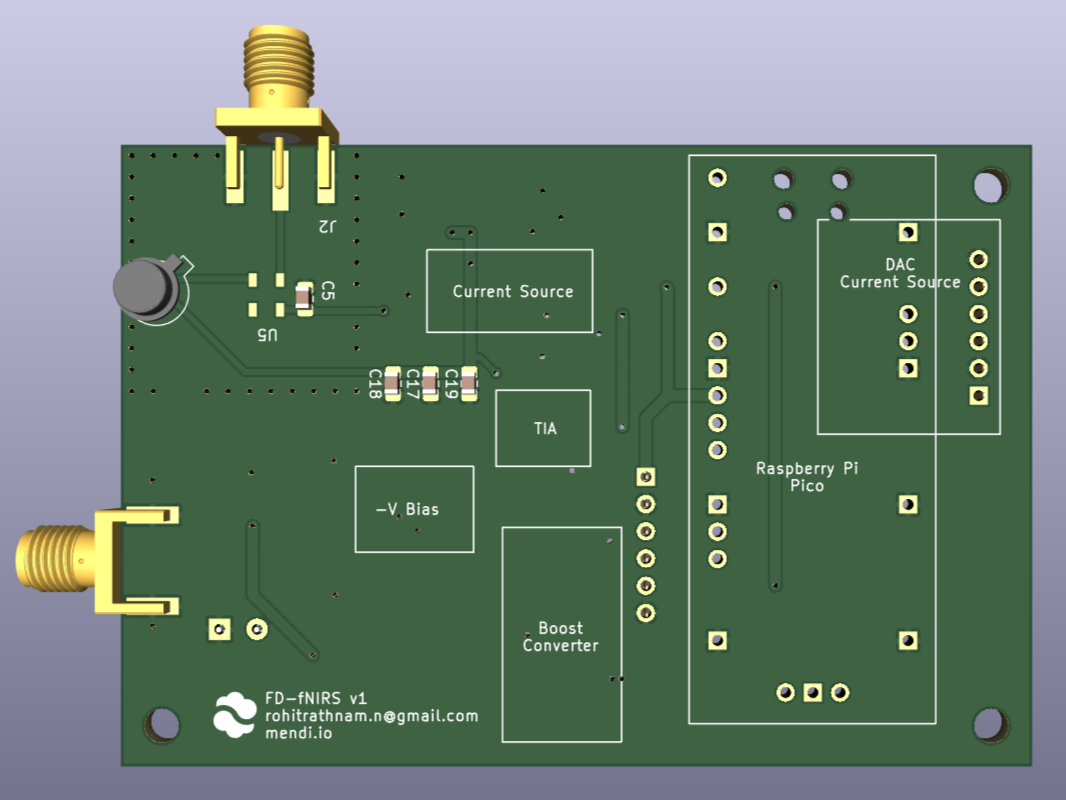 J2
DAC
Current Source
Current Source
C5
U5
C18
C17
C19
TIA
Raspberry Pi
Pico
-V Bias
Boost
Converter
FD-fNIRS v1
rohitrathnam.n@gmail.com
mendi.io